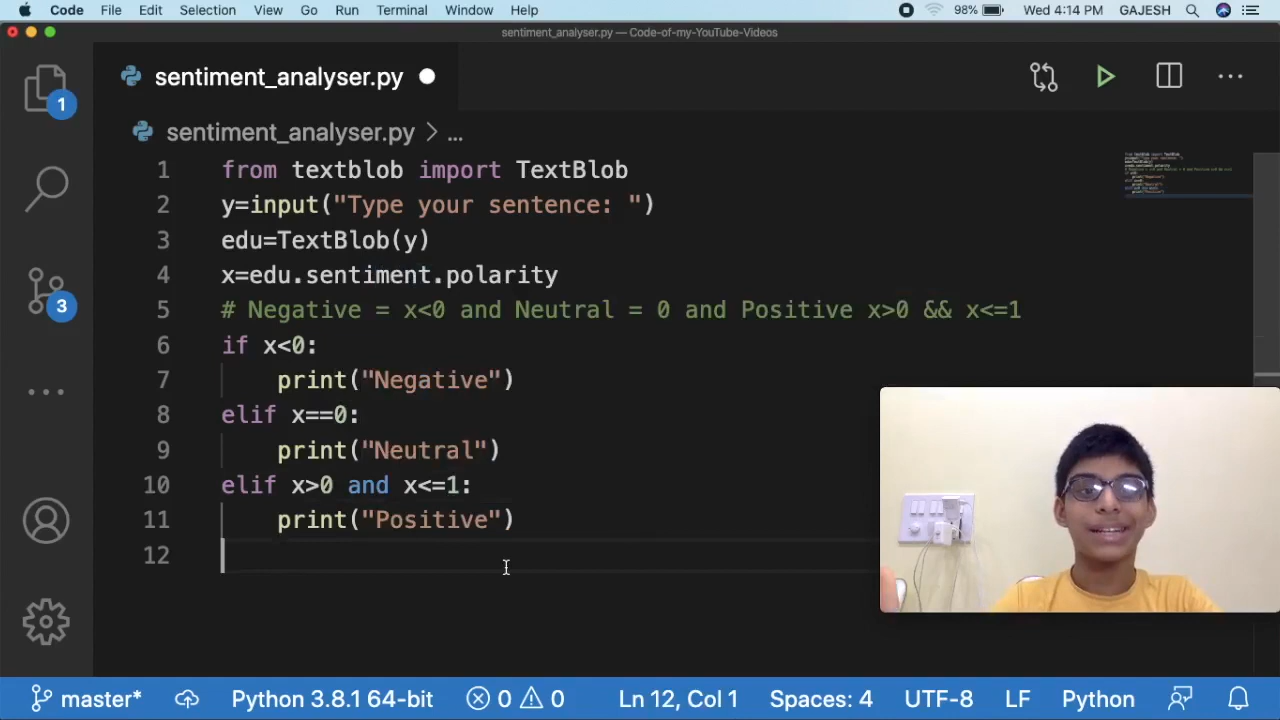 Code File Edit Selection View Go Run Terminal Window Help 98% Wed 4:14 PM GAJESH
sentiment_analyser.py — Code-of-my-YouTube-Videos
sentiment_analyser.py
sentiment_analyser.py > ...
1 from textblob import TextBlob
2 y=input("Type your sentence: ")
3 edu=TextBlob(y)
4 x=edu.sentiment.polarity
5 # Negative = x<0 and Neutral = 0 and Positive x>0 && x<=1
6 if x<0:
7 print("Negative")
8 elif x==0:
9 print("Neutral")
10 elif x>0 and x<=1:
11 print("Positive")
12
1
3
master* Python 3.8.1 64-bit 0 0 Ln 12, Col 1 Spaces: 4 UTF-8 LF Python